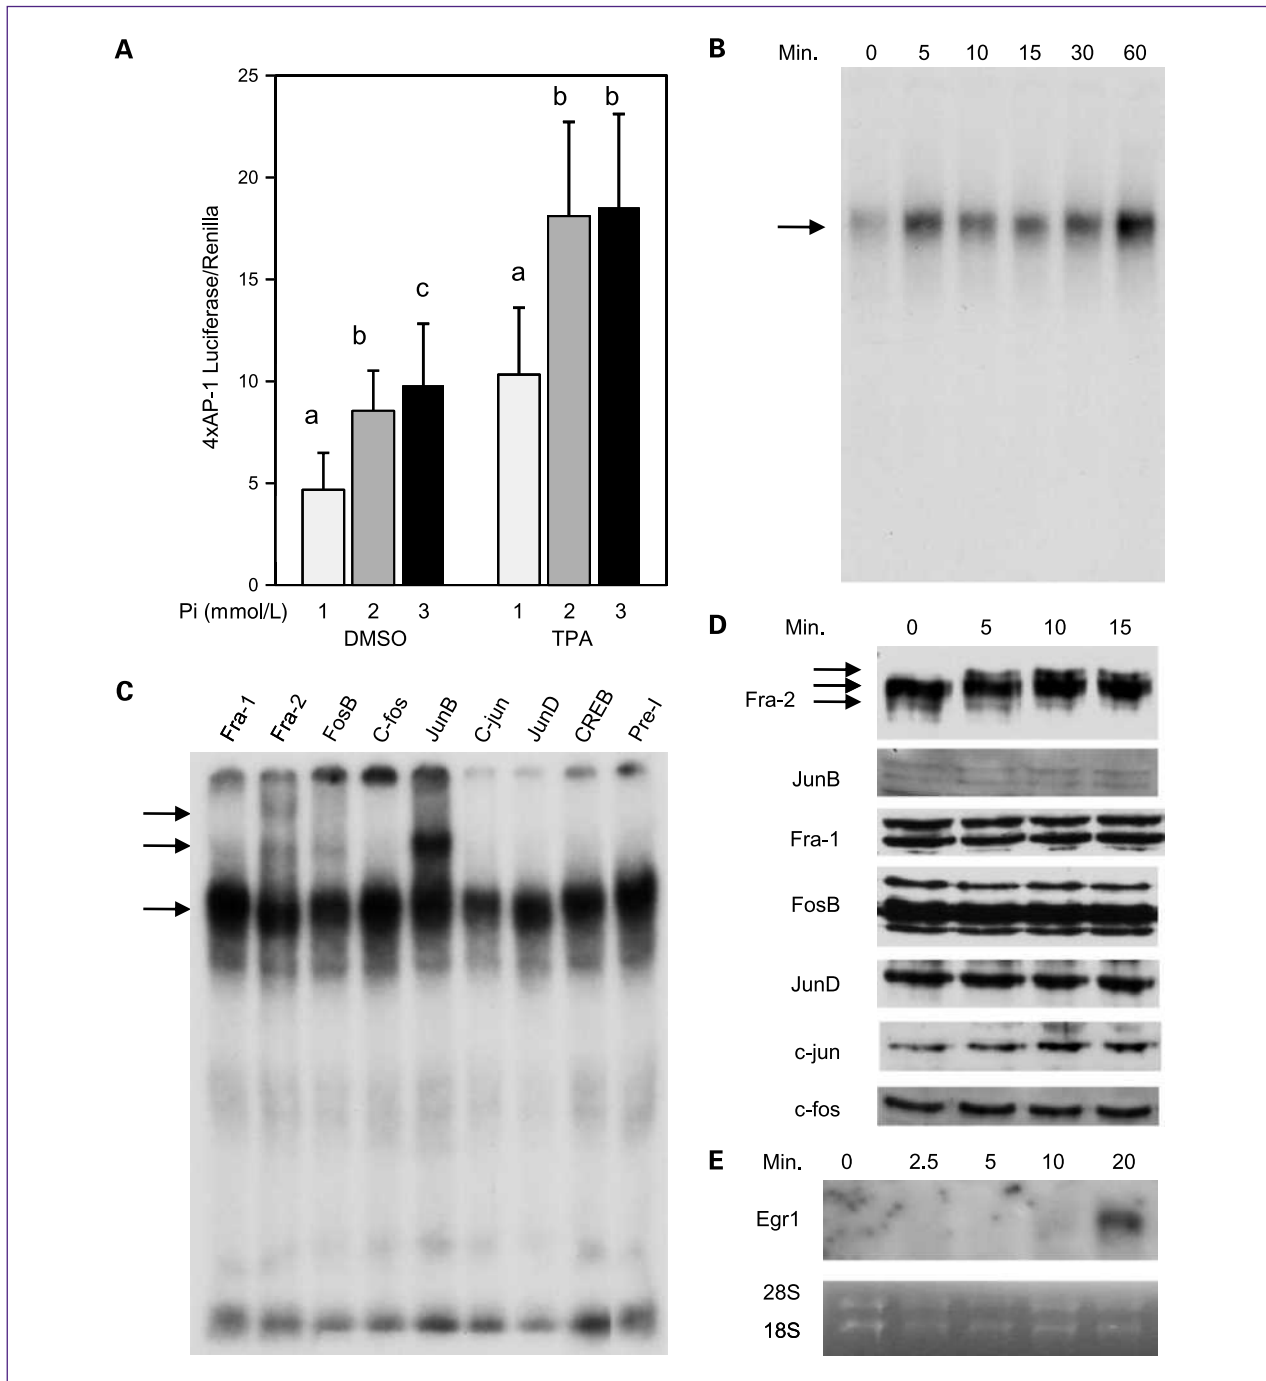 A
25
20
15
10
5
0
4xAP-1 Luciferase/Renilla
a
b
c
a
b
b
Pi (mmol/L) 1 2 3 1 2 3
DMSO TPA
B
Min. 0 5 10 15 30 60
C
Fra-1 Fra-2 FosB C-fos JunB C-jun JunD CREB Pre-I
D
Min. 0 5 10 15
Fra-2
JunB
Fra-1
FosB
JunD
c-jun
c-fos
E
Min. 0 2.5 5 10 20
Egr1
28S
18S